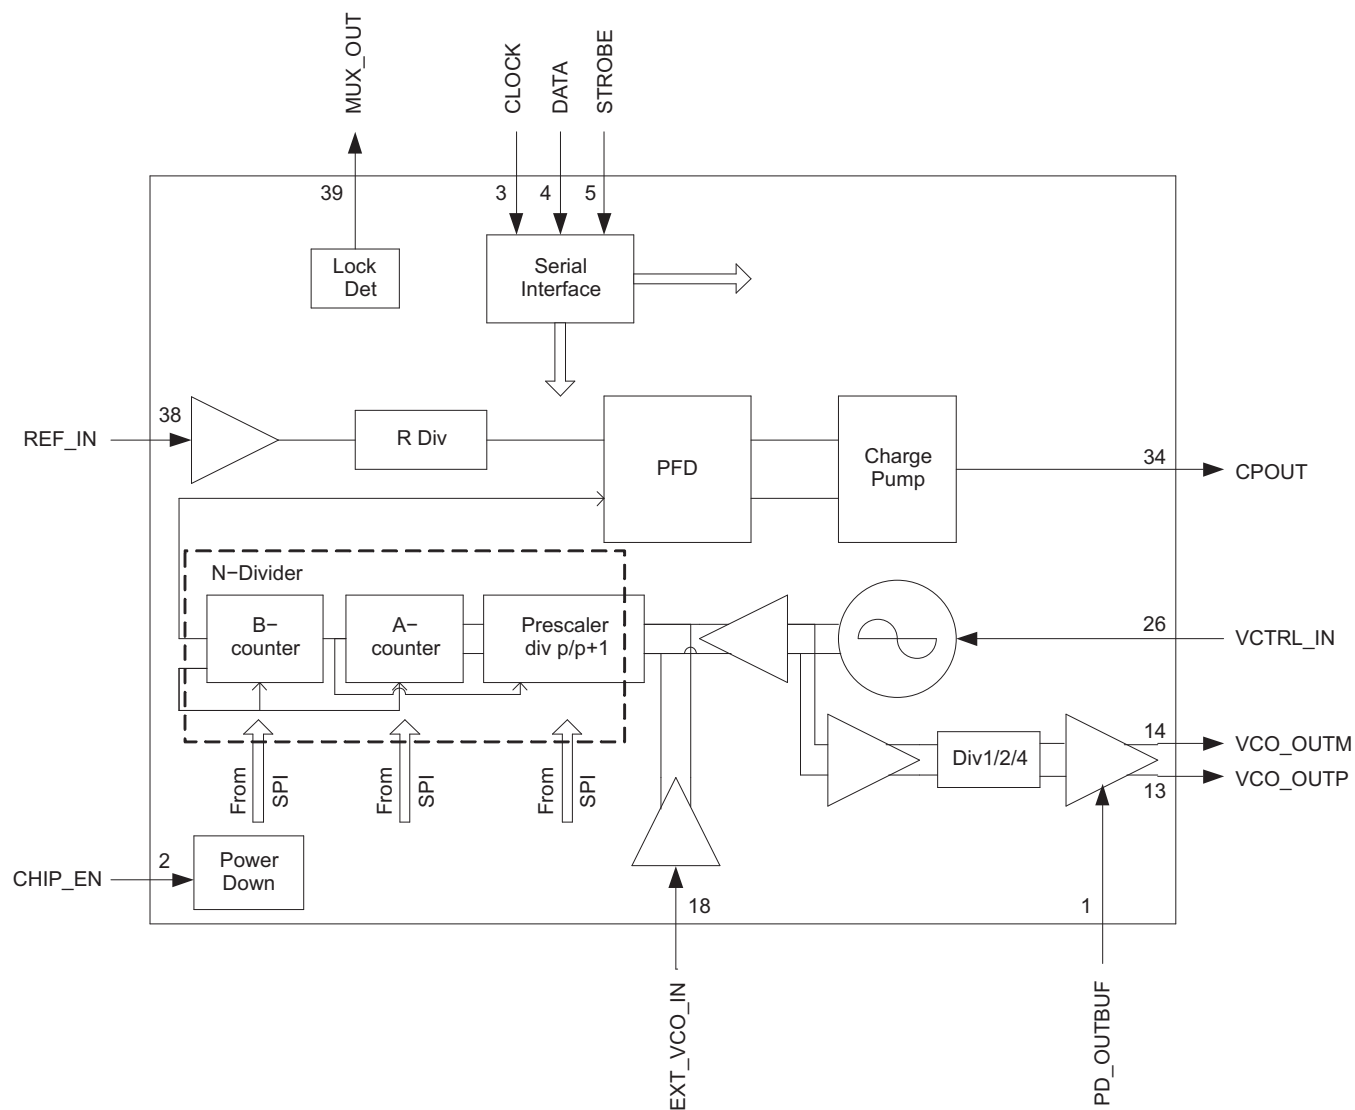 MUX_OUT
CLOCK
DATA
STROBE
39
3
4
5
Lock
Det
Serial
Interface
REF_IN
38
R Div
PFD
Charge
Pump
34
CPOUT
N−Divider
B−
counter
A−
counter
Prescaler
div p/p+1
26
VCTRL_IN
14
VCO_OUTM
Div1/2/4
VCO_OUTP
13
From
SPI
From
SPI
From
SPI
CHIP_EN
2
Power
Down
18
1
EXT_VCO_IN
PD_OUTBUF